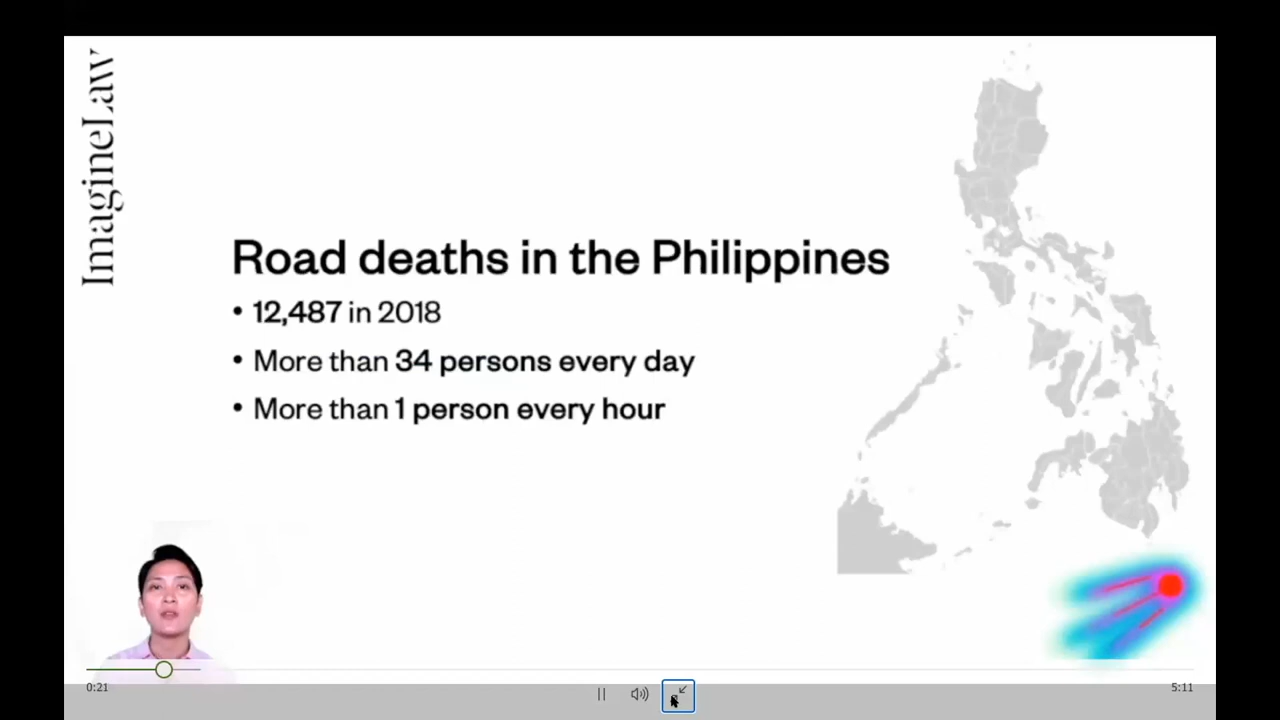 ImagineLaw
Road deaths in the Philippines
• 12,487 in 2018
• More than 34 persons every day
• More than 1 person every hour
0:21
5:11